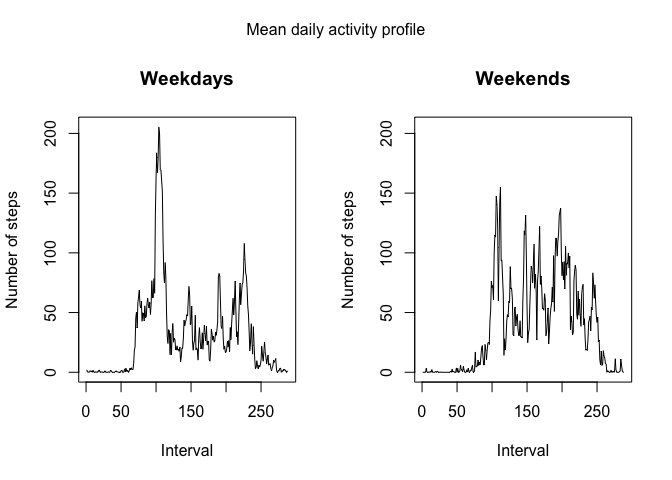 Mean daily activity profile
Weekdays
Number of steps
0 50 100 150 200
0 50 150 250
Interval
Weekends
Number of steps
0 50 100 150 200
0 50 150 250
Interval